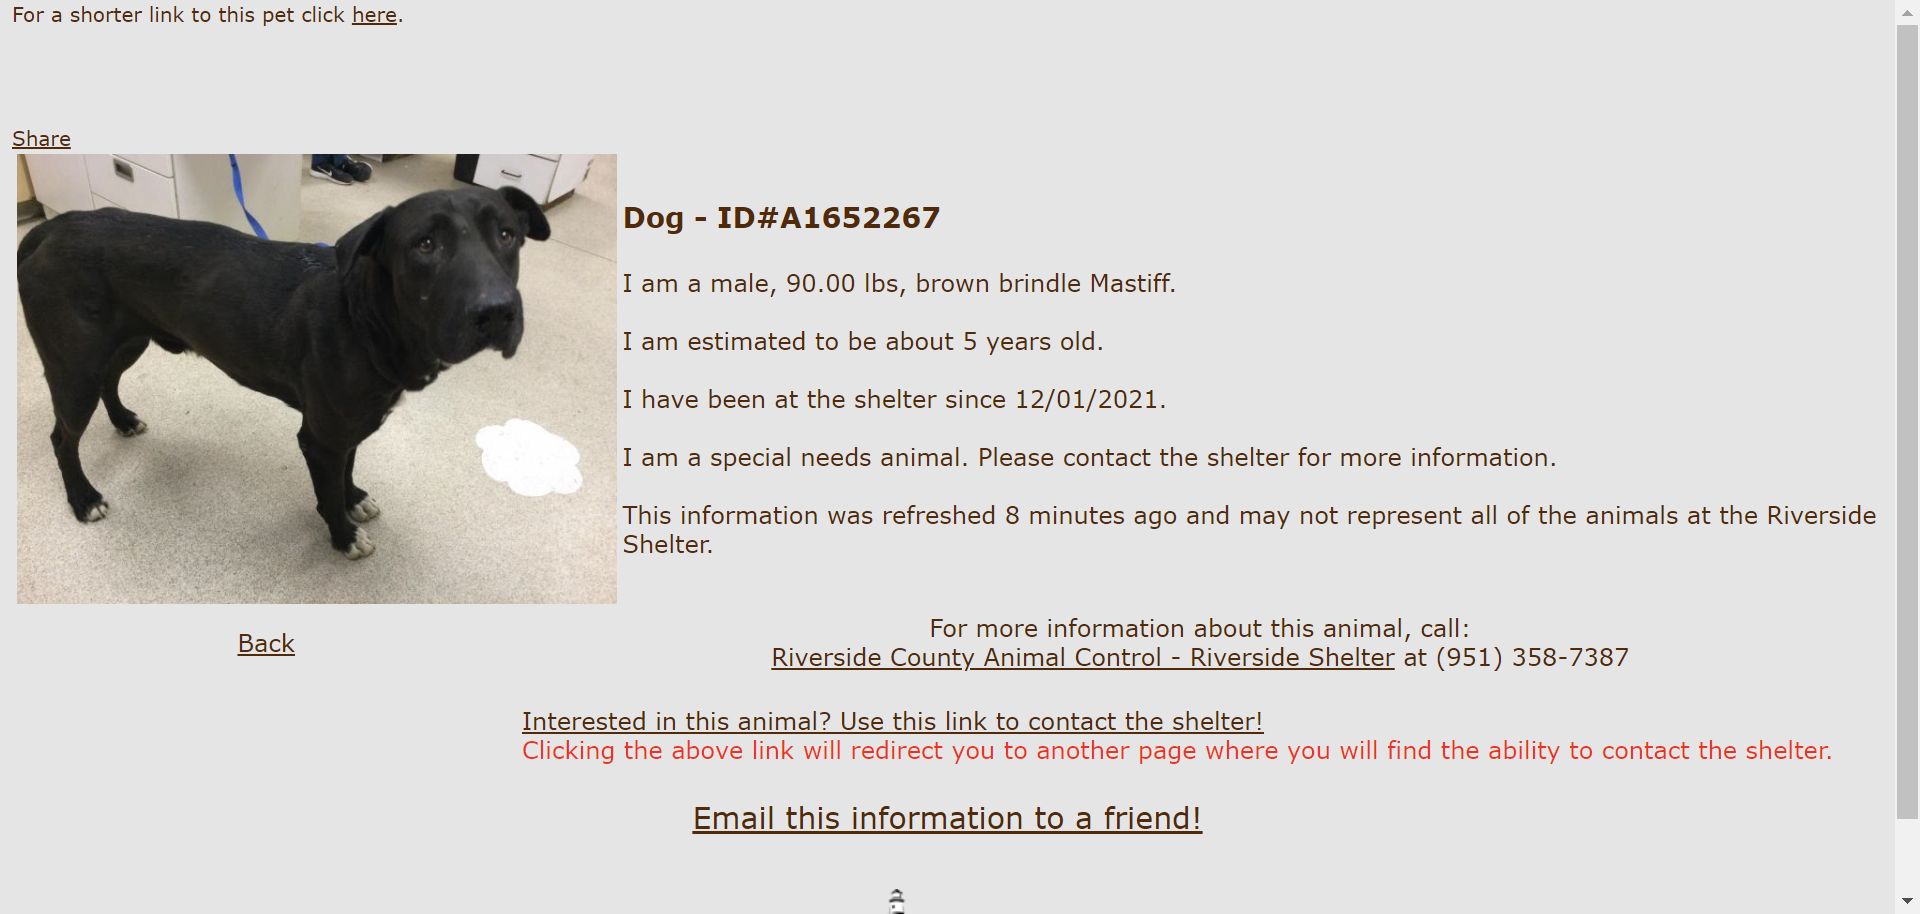 For a shorter link to this pet click here.
Share
Dog - ID#A1652267
I am a male, 90.00 lbs, brown brindle Mastiff.
I am estimated to be about 5 years old.
I have been at the shelter since 12/01/2021.
I am a special needs animal. Please contact the shelter for more information.
This information was refreshed 8 minutes ago and may not represent all of the animals at the Riverside
Shelter.
Back
For more information about this animal, call:
Riverside County Animal Control - Riverside Shelter at (951) 358-7387
Interested in this animal? Use this link to contact the shelter!
Clicking the above link will redirect you to another page where you will find the ability to contact the shelter.
Email this information to a friend!